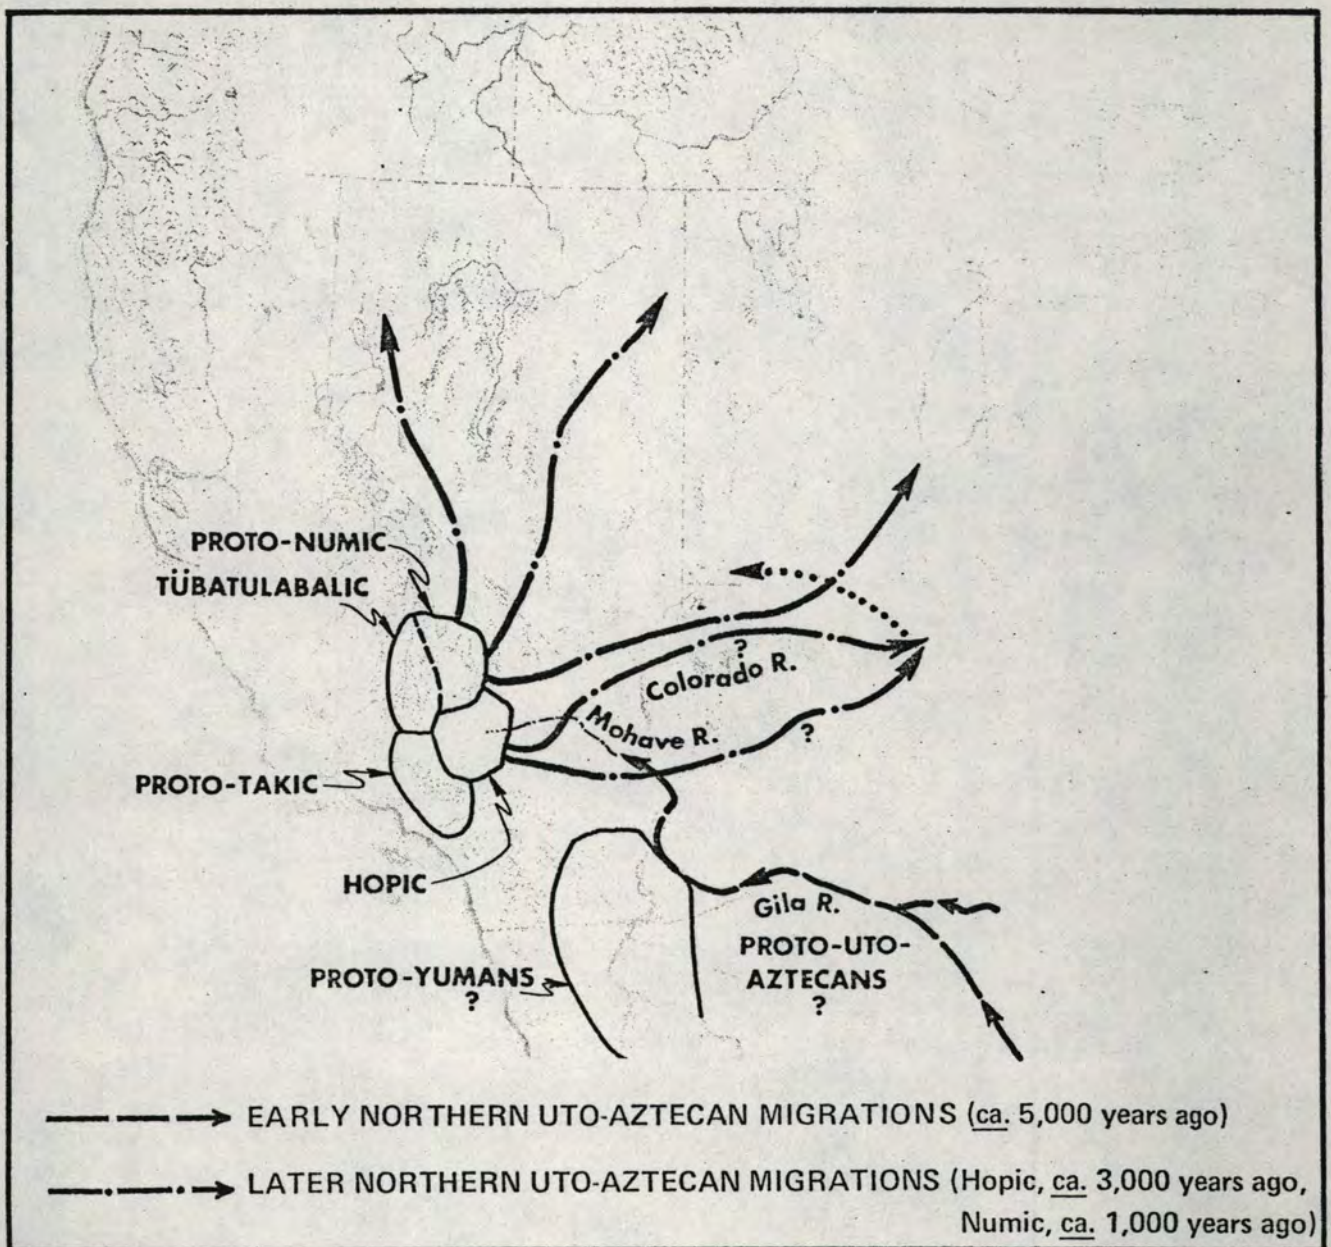 PROTO-NUMIC
TÜBATULABALIC
?
Colorado R.
Mohave R.
?
PROTO-TAKIC
HOPIC
Gila R.
PROTO-UTO-
AZTECANS
?
PROTO-YUMANS
?
EARLY NORTHERN UTO-AZTECAN MIGRATIONS (ca. 5,000 years ago)
LATER NORTHERN UTO-AZTECAN MIGRATIONS (Hopic, ca. 3,000 years ago,
Numic, ca. 1,000 years ago)